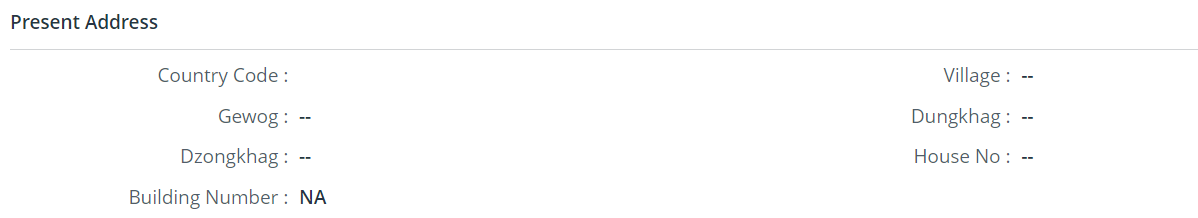 Present Address
Country Code : Village : --
Gewog : -- Dungkhag : --
Dzongkhag : -- House No : --
Building Number : NA